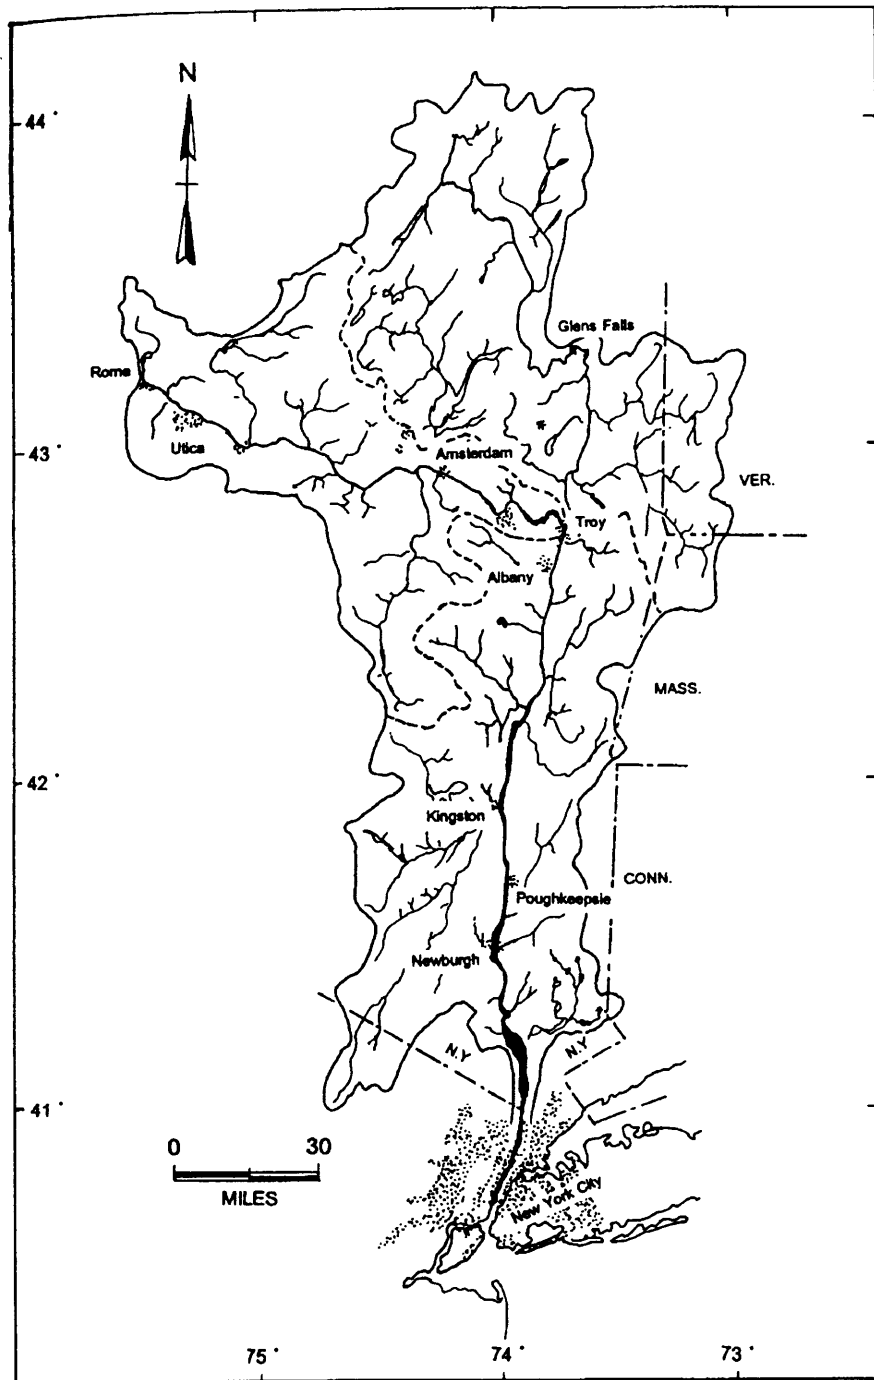 N
44°
Glens Falls
Rome
Utica
43°
Amsterdam
VER.
Troy
Albany
MASS.
42°
Kingston
CONN.
Poughkeepsie
Newburgh
N.Y
N.Y
41°
0 30
MILES
New York City
75° 74° 73°